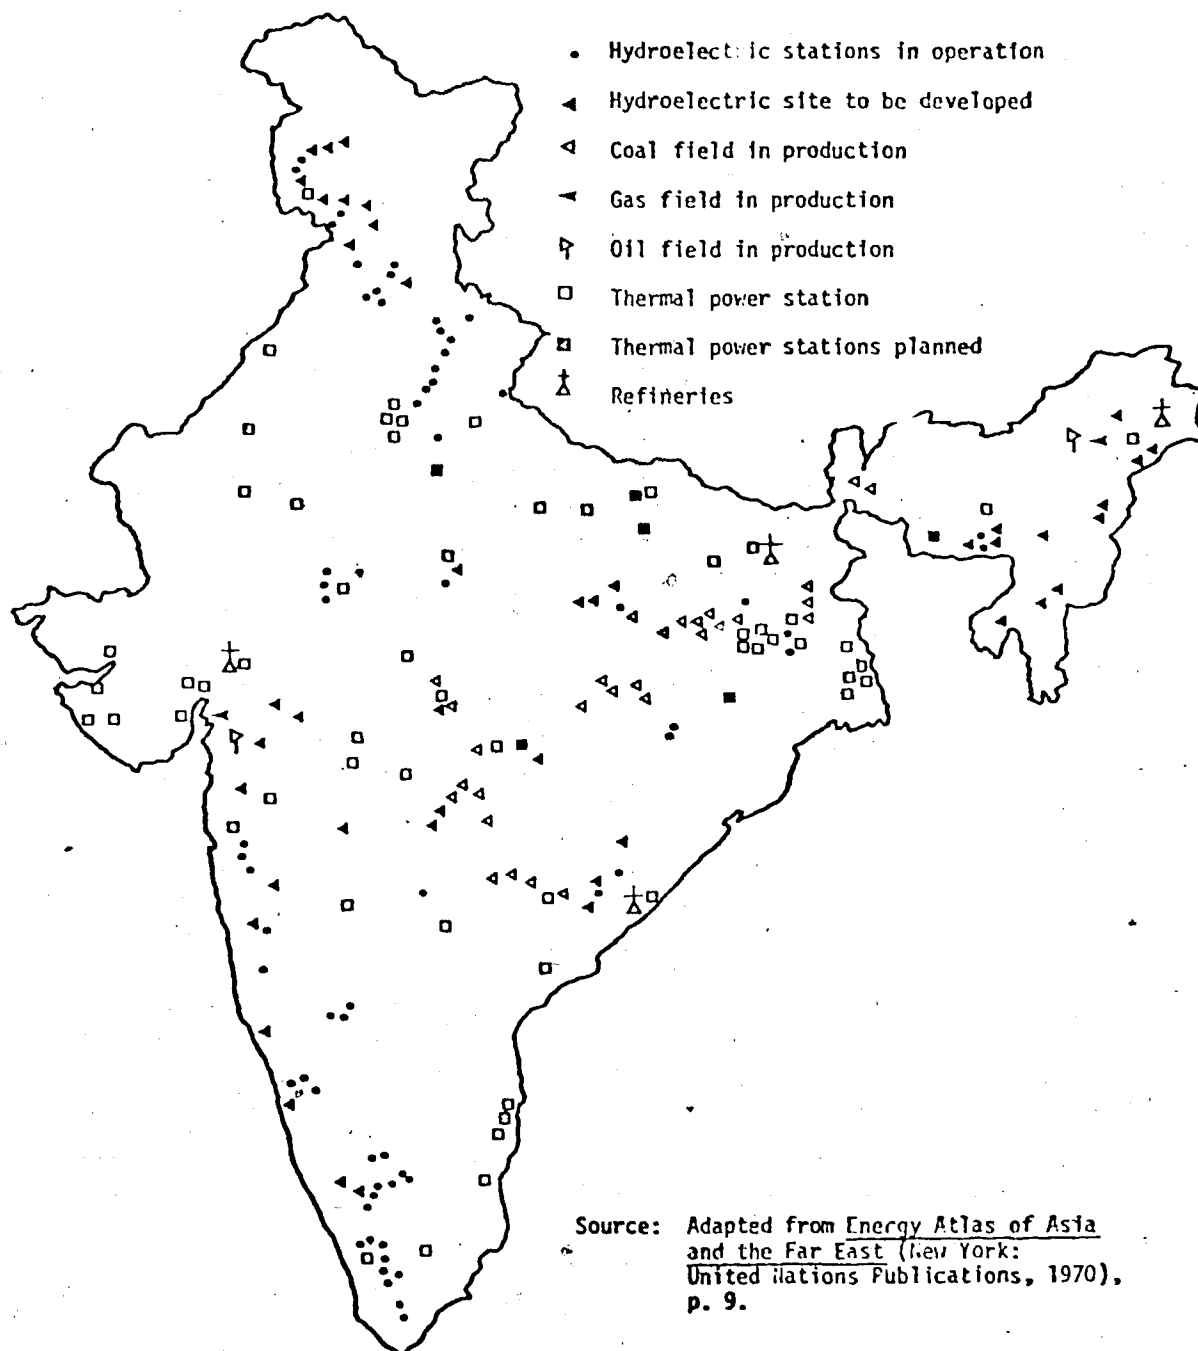 Hydroelectric stations in operation
Hydroelectric site to be developed
Coal field in production
Gas field in production
Oil field in production
Thermal power station
Thermal power stations planned
Refineries
Source: Adapted from Energy Atlas of Asia
and the Far East (New York:
United Nations Publications, 1970),
p. 9.